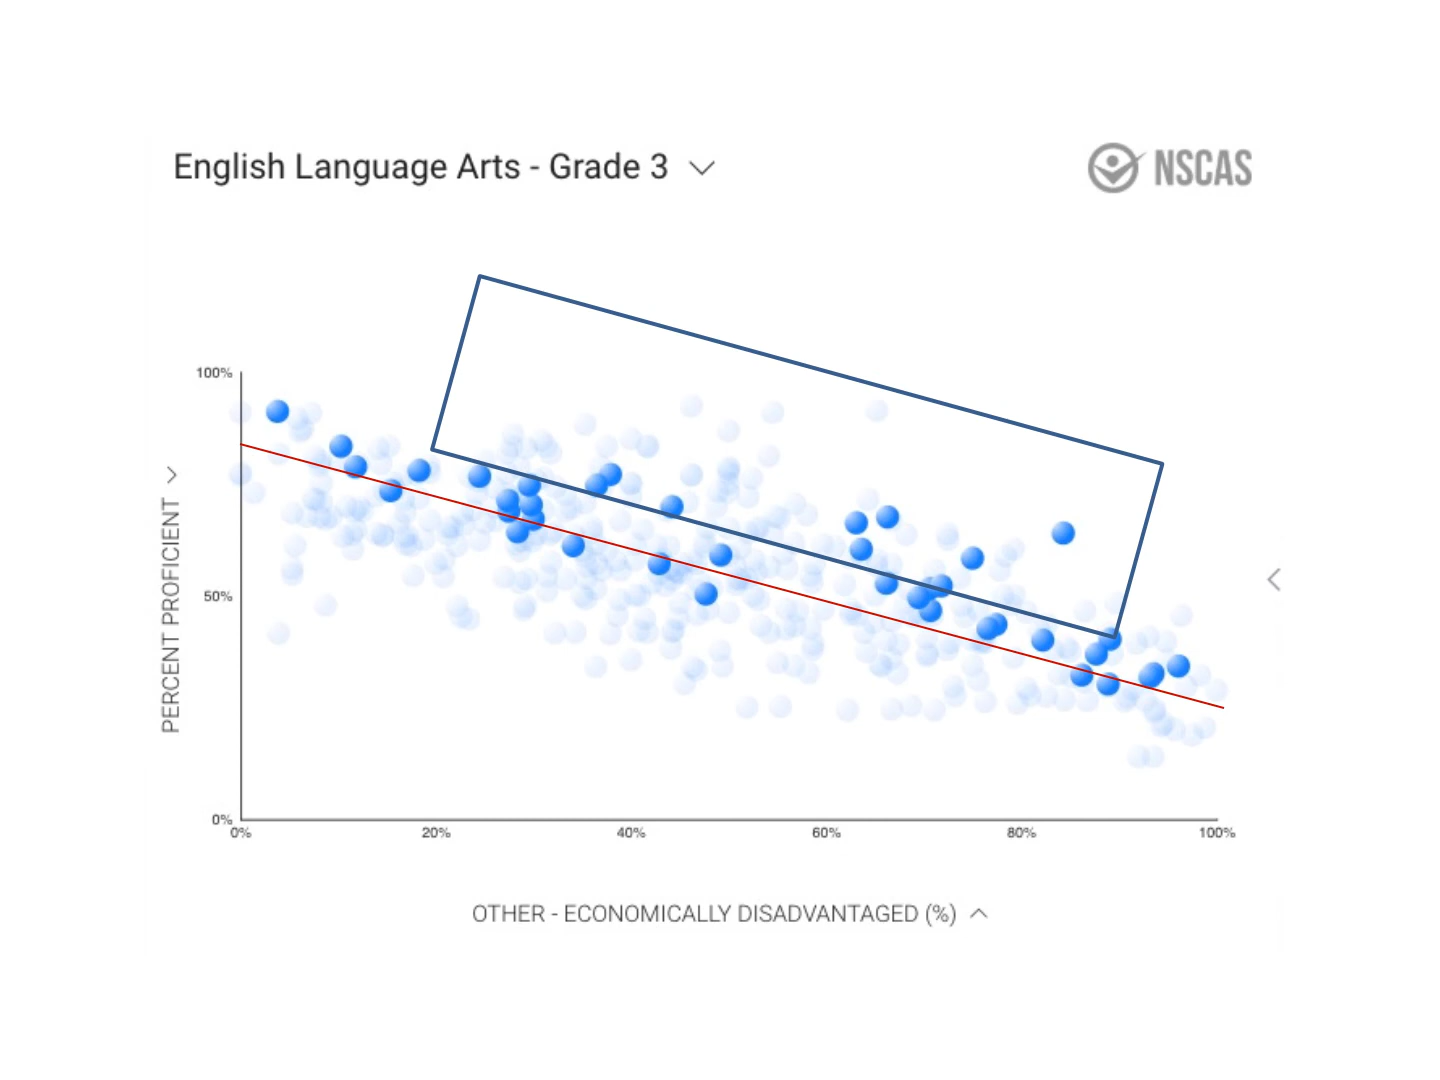 English Language Arts - Grade 3
NSCAS
100%
50%
0%
PERCENT PROFICIENT
0%
20%
40%
60%
80%
100%
OTHER - ECONOMICALLY DISADVANTAGED (%)